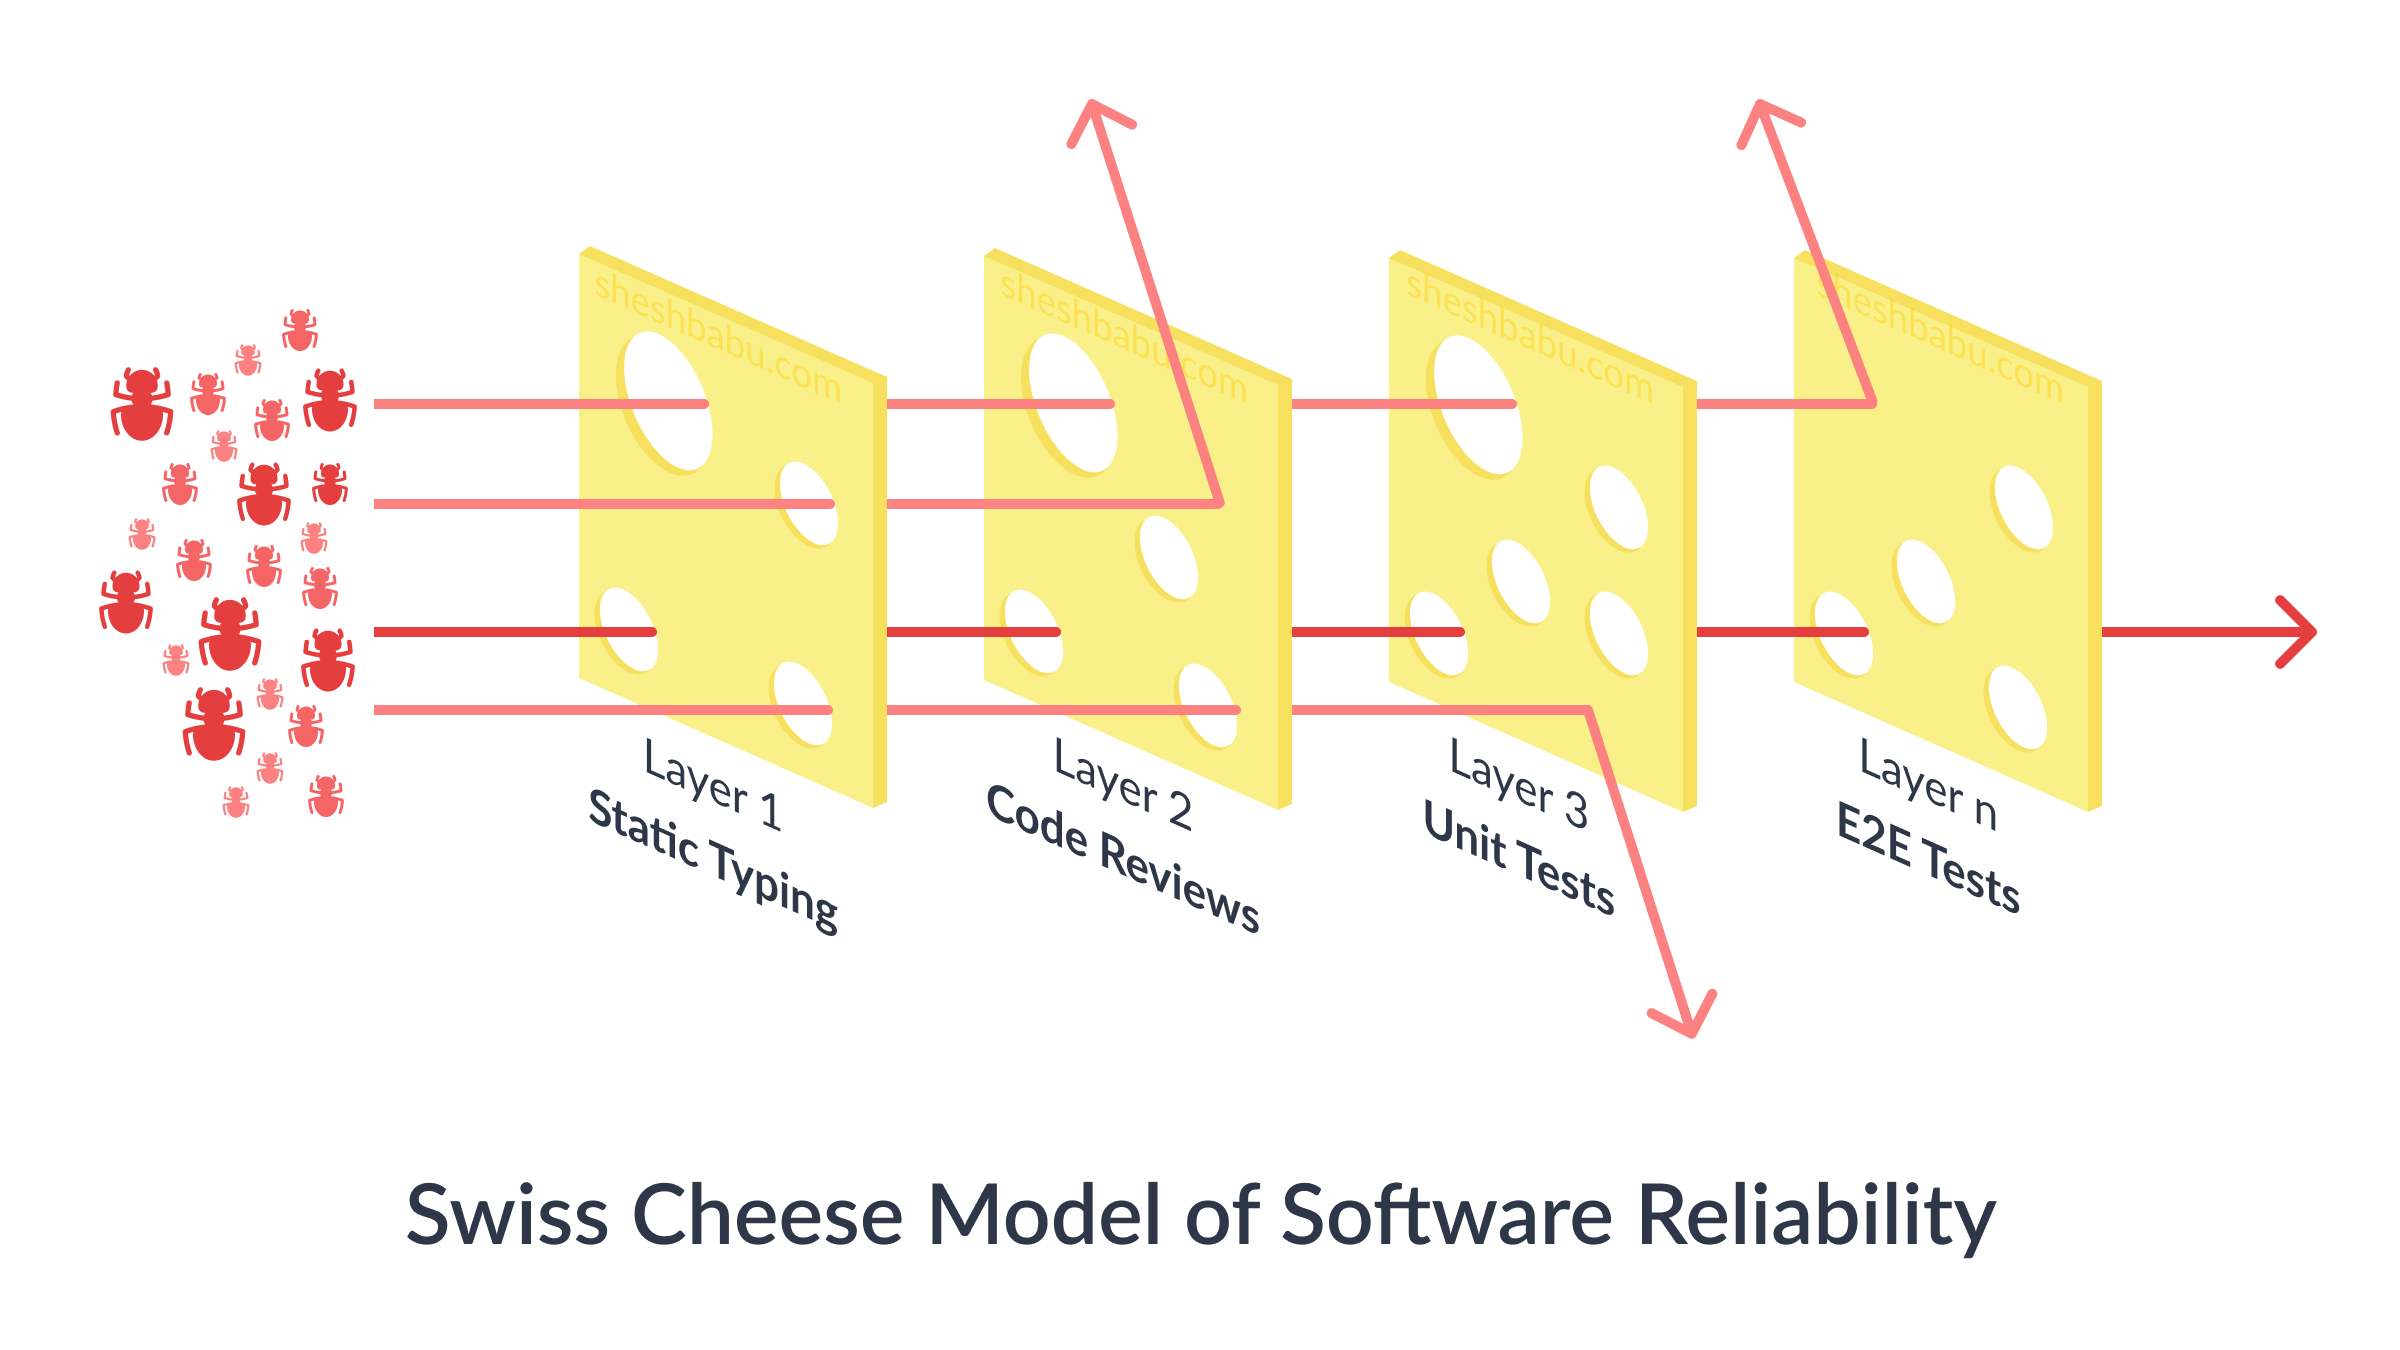 sheshbabu.com
sheshbabu.com
sheshbabu.com
sheshbabu.com
Layer 1
Static Typing
Layer 2
Code Reviews
Layer 3
Unit Tests
Layer n
E2E Tests
Swiss Cheese Model of Software Reliability